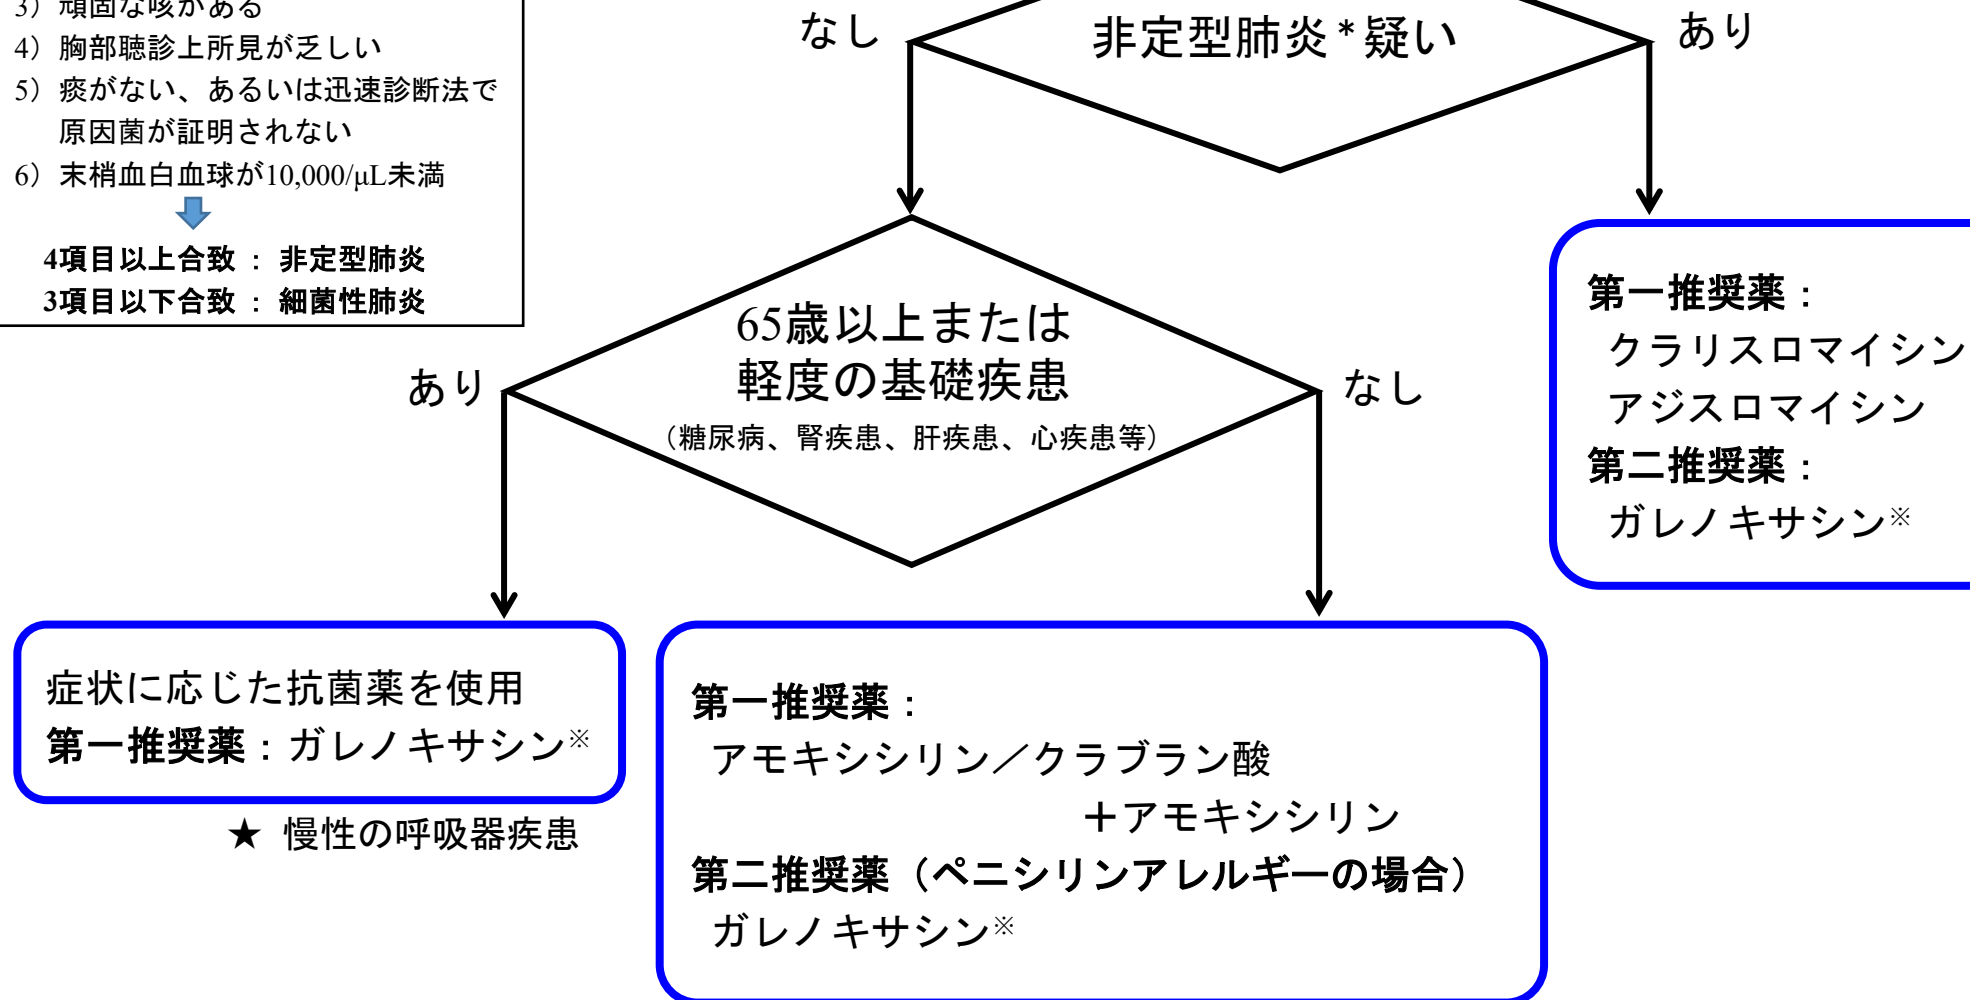 3）頑固な咳がある
4）胸部聴診上所見が乏しい
5）痰がない、あるいは迅速診断法で
原因菌が証明されない
6）末梢血白血球が10,000/μL未満
4項目以上合致 ： 非定型肺炎
3項目以下合致 ： 細菌性肺炎
なし
非定型肺炎*疑い
あり
65歳以上または
軽度の基礎疾患
（糖尿病、腎疾患、肝疾患、心疾患等）
あり
なし
第一推奨薬：
クラリスロマイシン
アジスロマイシン
第二推奨薬：
ガレノキサシン※
症状に応じた抗菌薬を使用
第一推奨薬：ガレノキサシン※
★ 慢性の呼吸器疾患
第一推奨薬：
アモキシシリン／クラブラン酸
＋アモキシシリン
第二推奨薬（ペニシリンアレルギーの場合）
ガレノキサシン※